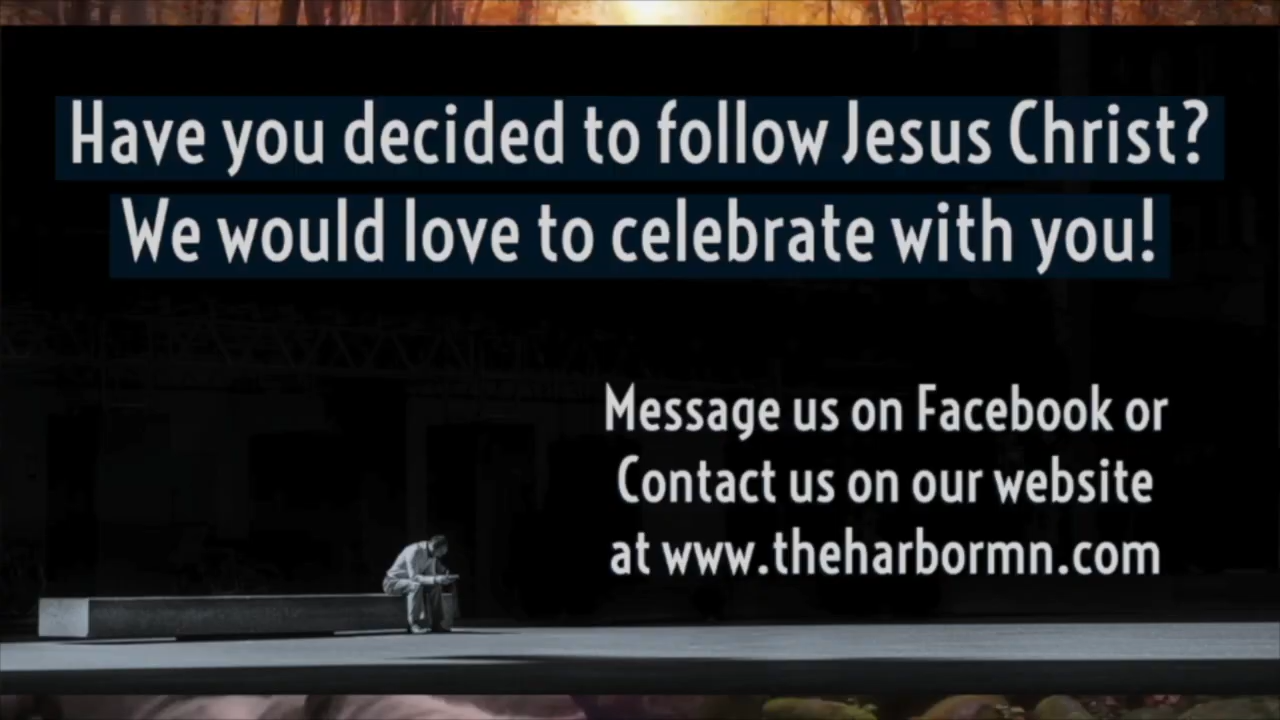 Have you decided to follow Jesus Christ?
We would love to celebrate with you!
Message us on Facebook or
Contact us on our website
at www.theharbormn.com